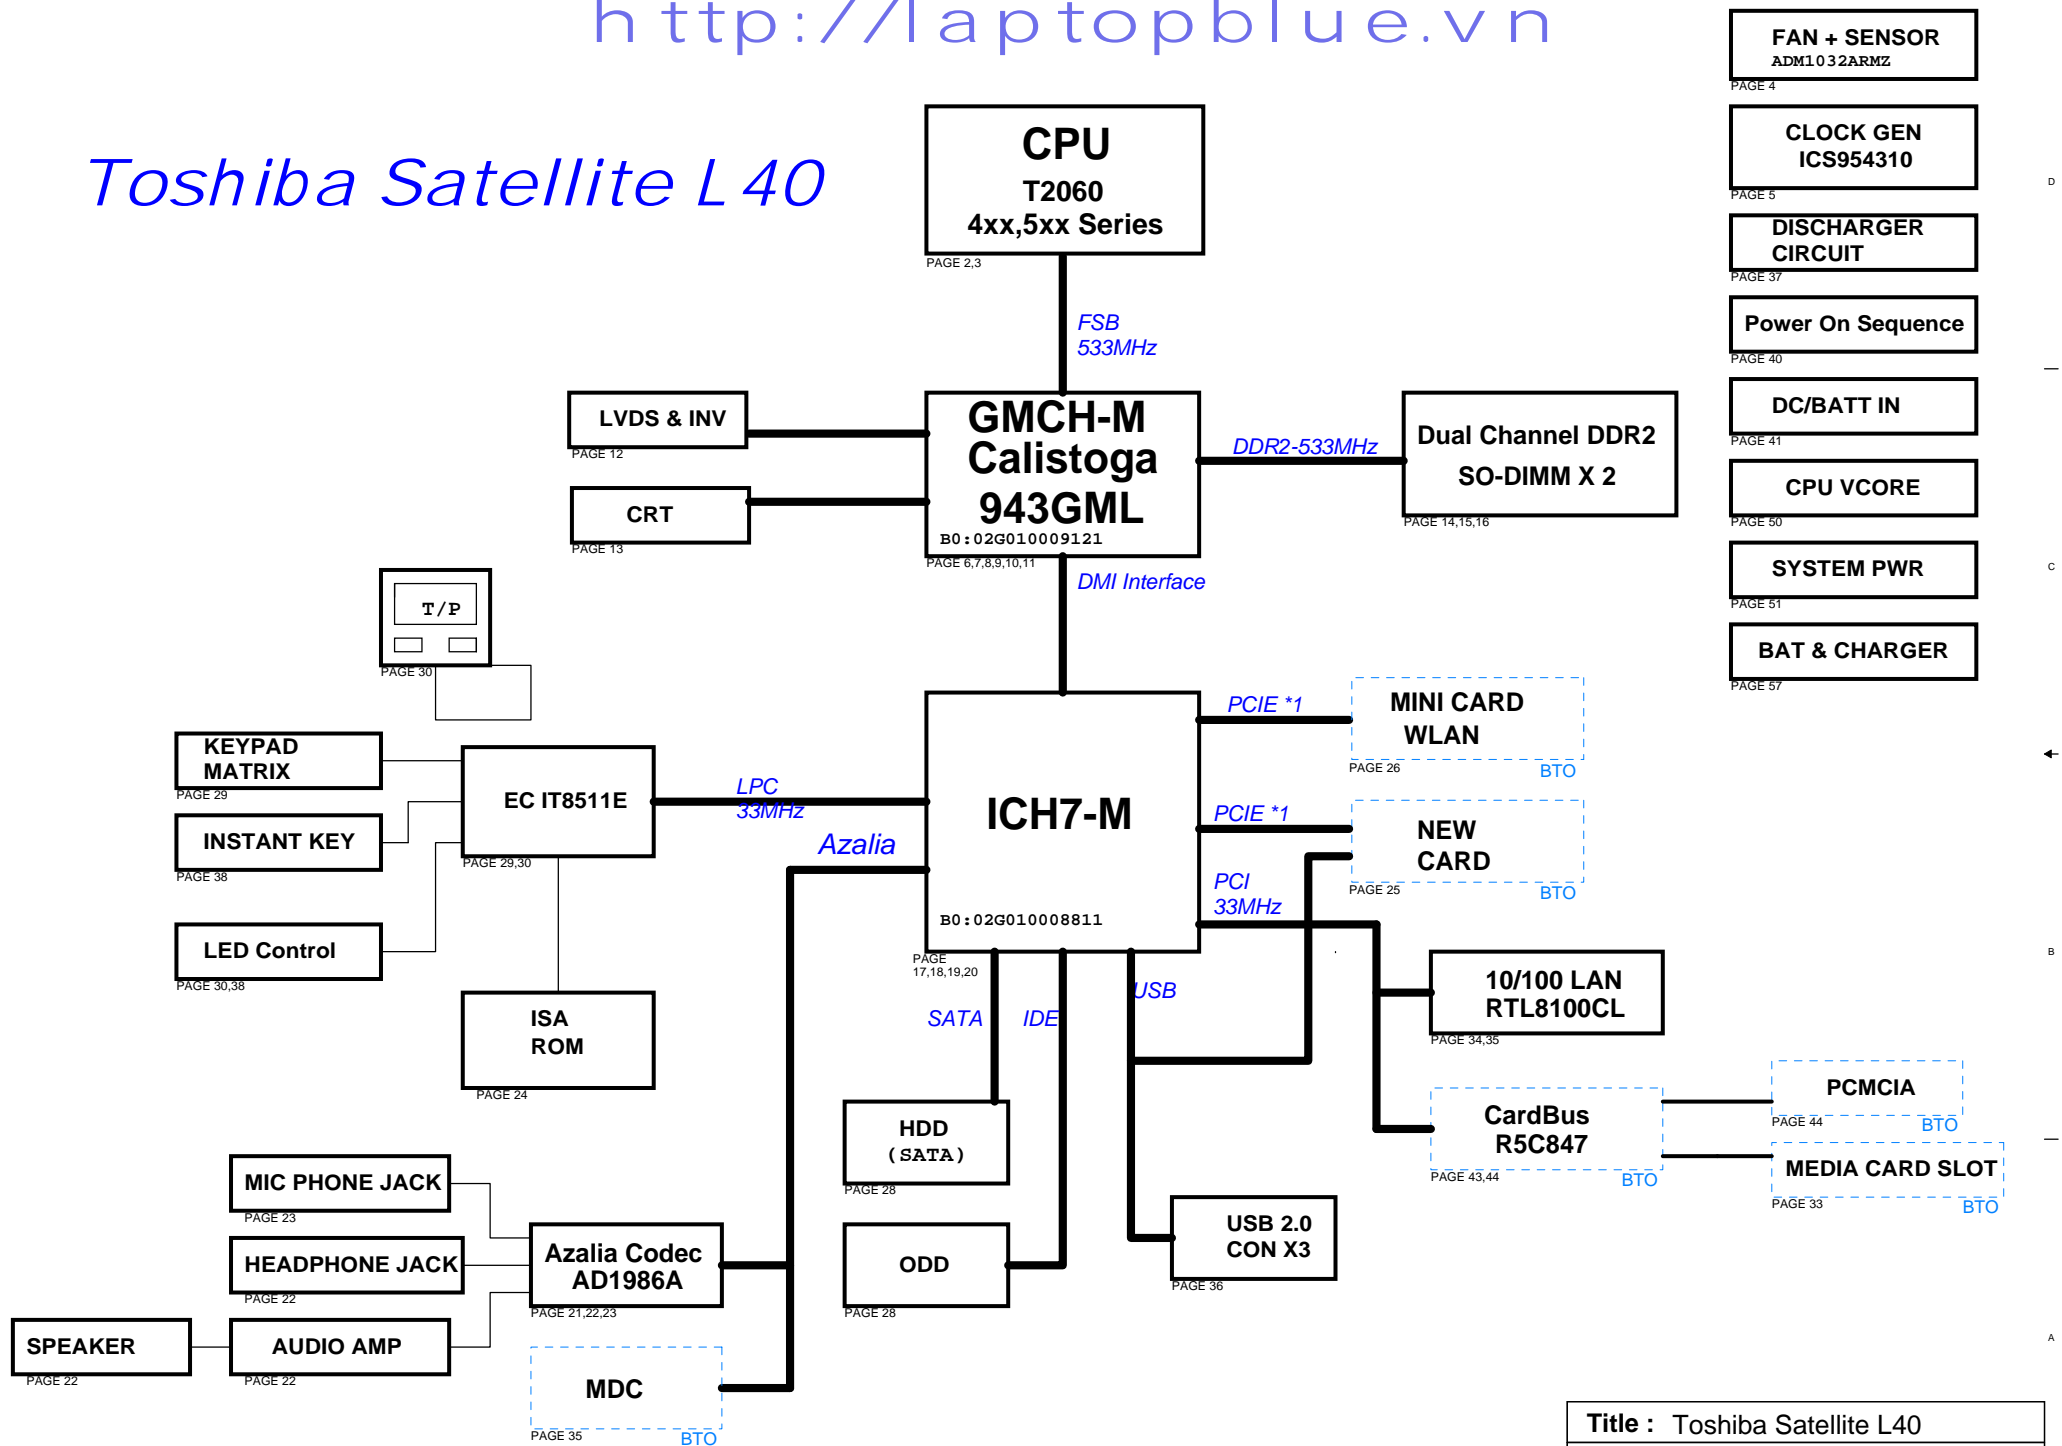 http://laptopblue.vn
Toshiba Satellite L40
CPU
T2060
4xx,5xx Series
PAGE 2,3
FSB
533MHz
FAN + SENSOR
ADM1032ARMZ
PAGE 4
CLOCK GEN
ICS954310
PAGE 5
DISCHARGER
CIRCUIT
PAGE 37
Power On Sequence
PAGE 40
DC/BATT IN
PAGE 41
CPU VCORE
PAGE 50
SYSTEM PWR
PAGE 51
BAT & CHARGER
PAGE 57
D
C
B
A
LVDS & INV
PAGE 12
CRT
PAGE 13
GMCH-M
Calistoga
943GML
B0:02G010009121
PAGE 6,7,8,9,10,11
DDR2-533MHz
Dual Channel DDR2
SO-DIMM X 2
PAGE 14,15,16
DMI Interface
T/P
PAGE 30
KEYPAD
MATRIX
PAGE 29
INSTANT KEY
PAGE 38
LED Control
PAGE 30,38
EC IT8511E
PAGE 29,30
ISA
ROM
PAGE 24
LPC
33MHz
Azalia
ICH7-M
B0:02G010008811
PAGE
17,18,19,20
PCIE *1
MINI CARD
WLAN
PAGE 26
BTO
PCIE *1
NEW
CARD
PAGE 25
BTO
PCI
33MHz
10/100 LAN
RTL8100CL
PAGE 34,35
CardBus
R5C847
PAGE 43,44
BTO
PCMCIA
PAGE 44
BTO
MEDIA CARD SLOT
PAGE 33
BTO
SATA
IDE
USB
HDD
(SATA)
PAGE 28
ODD
PAGE 28
USB 2.0
CON X3
PAGE 36
MIC PHONE JACK
PAGE 23
HEADPHONE JACK
PAGE 22
SPEAKER
PAGE 22
AUDIO AMP
PAGE 22
Azalia Codec
AD1986A
PAGE 21,22,23
MDC
PAGE 35
BTO
Title : Toshiba Satellite L40